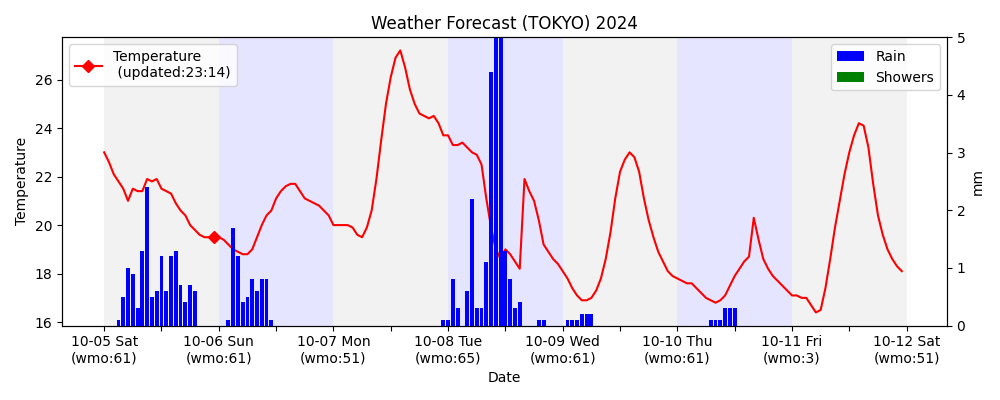 Weather Forecast (TOKYO) 2024
Temperature
(updated:23:14)
Rain
Showers
Temperature
26
24
22
20
18
16
5
4
3
2
1
0
mm
10-05 Sat
(wmo:61)
10-06 Sun
(wmo:61)
10-07 Mon
(wmo:51)
10-08 Tue
(wmo:65)
10-09 Wed
(wmo:61)
10-10 Thu
(wmo:61)
10-11 Fri
(wmo:3)
10-12 Sat
(wmo:51)
Date